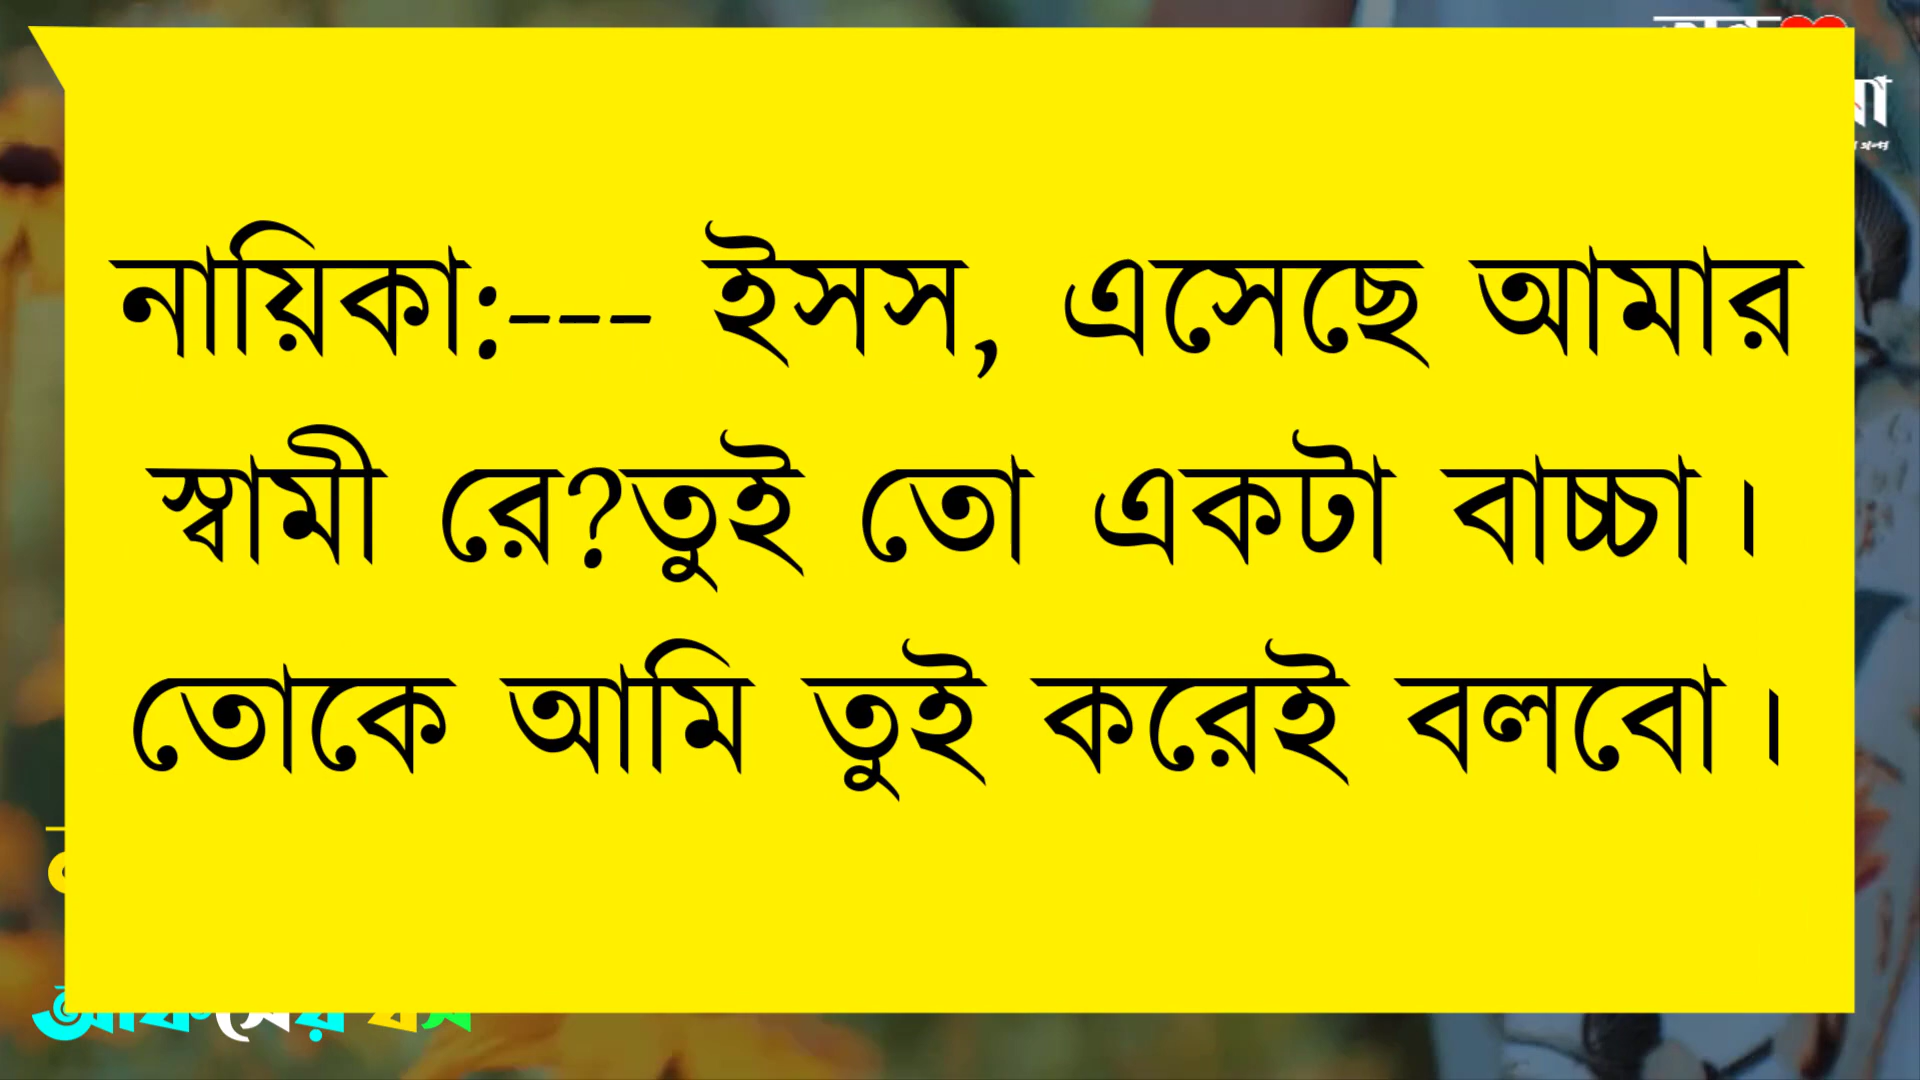 নায়িকা:--- ইসস, এসেছে আমার
স্বামী রে?তুই তো একটা বাচ্চা।
তোকে আমি তুই করেই বলবো।